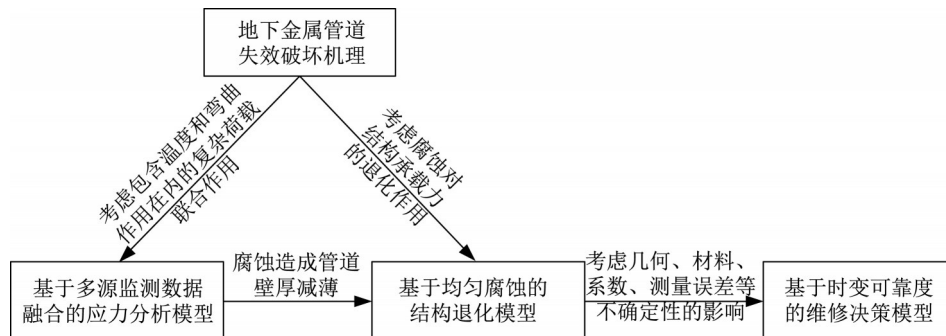 地下金属管道
失效破坏机理
考虑包含温度和弯曲
作用在内的复杂荷载
联合作用
考虑腐蚀对
结构承载力
的退化作用
基于多源监测数据
融合的应力分析模型
腐蚀造成管道
壁厚减薄
基于均匀腐蚀的
结构退化模型
考虑几何、材料、
系数、测量误差等
不确定性的影响
基于时变可靠度
的维修决策模型